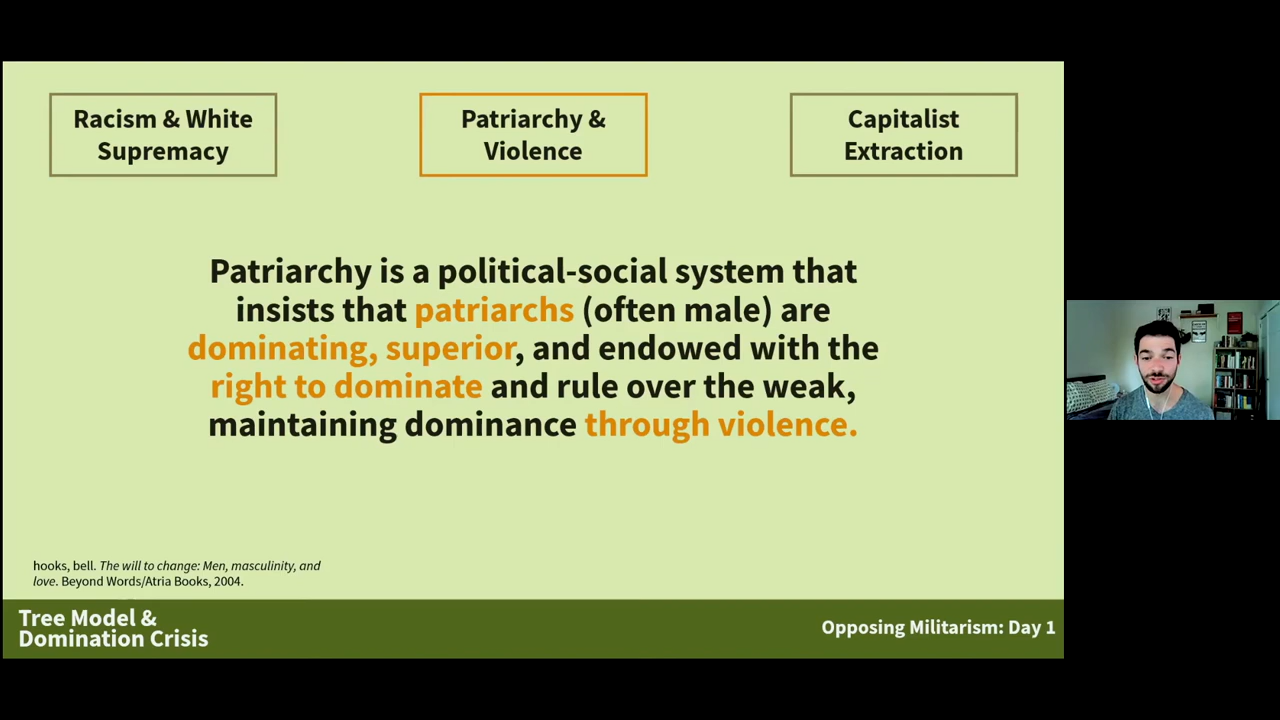 Racism & White
Supremacy
Patriarchy &
Violence
Capitalist
Extraction
Patriarchy is a political-social system that
insists that patriarchs (often male) are
dominating, superior, and endowed with the
right to dominate and rule over the weak,
maintaining dominance through violence.
hooks, bell. The will to change: Men, masculinity, and
love. Beyond Words/Atria Books, 2004.
Tree Model &
Domination Crisis
Opposing Militarism: Day 1